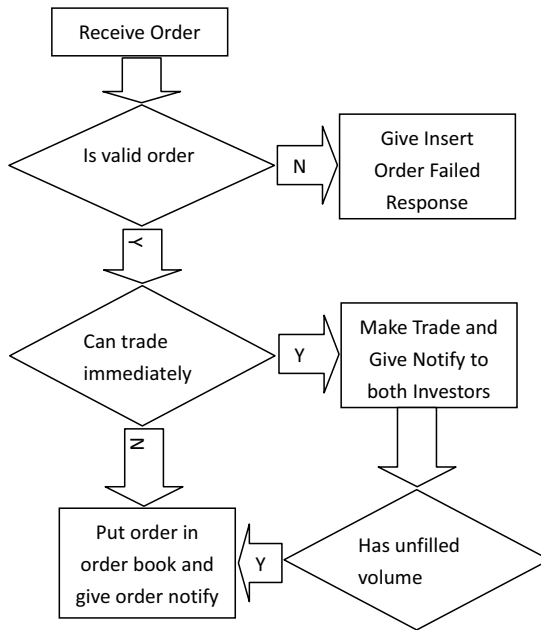 Receive Order
Is valid order
N
Give Insert
Order Failed
Response
Y
Can trade
immediately
Y
Make Trade and
Give Notify to
both Investors
N
Put order in
order book and
give order notify
Y
Has unfilled
volume